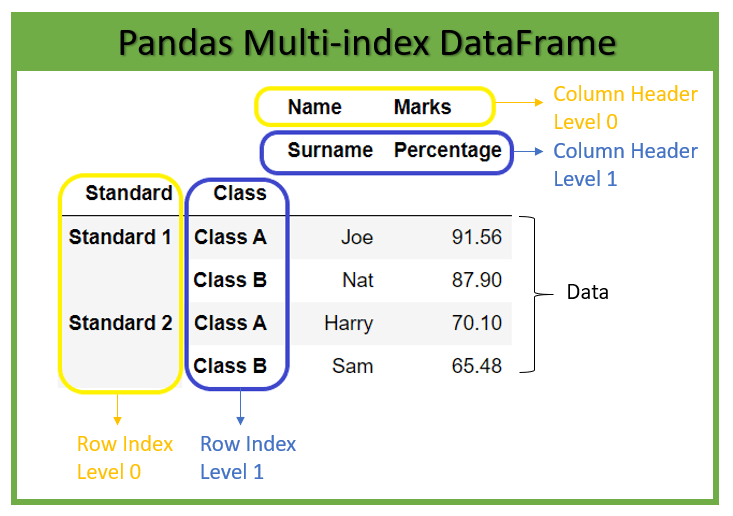 Pandas Multi-index DataFrame
Name Marks
Column Header
Level 0
Surname Percentage
Column Header
Level 1
Standard Class
Standard 1 Class A Joe 91.56
Class B Nat 87.90
Standard 2 Class A Harry 70.10
Class B Sam 65.48
Data
Row Index
Level 0
Row Index
Level 1